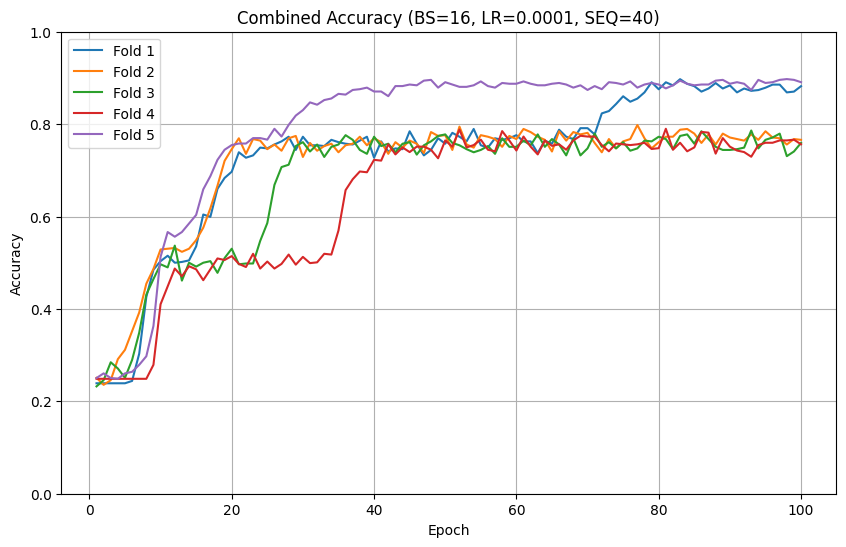 Combined Accuracy (BS=16, LR=0.0001, SEQ=40)
Fold 1
Fold 2
Fold 3
Fold 4
Fold 5
Accuracy
1.0
0.8
0.6
0.4
0.2
0.0
0 20 40 60 80 100
Epoch